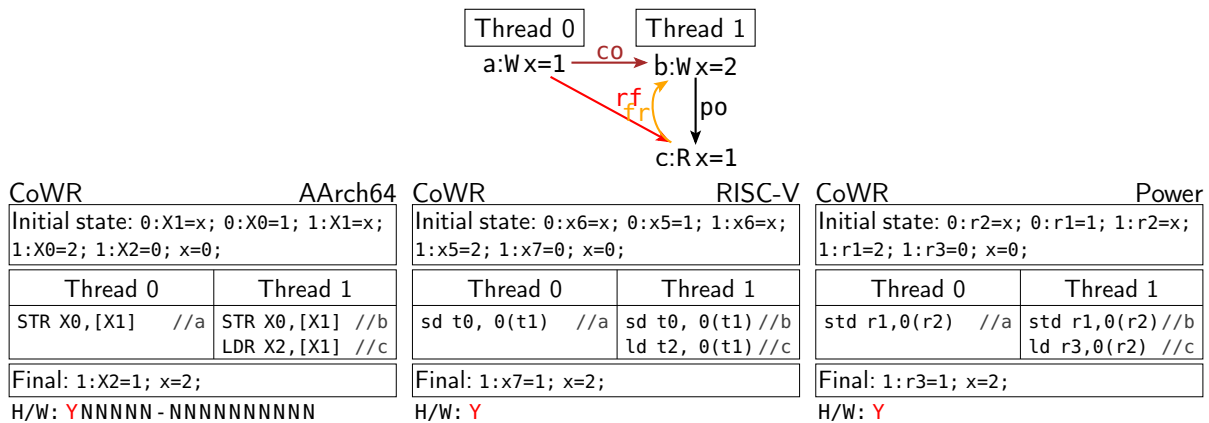 Thread 0 Thread 1
co
a:W x=1 b:W x=2
rf
fr
po
c:R x=1
CoWR AArch64
Initial state: 0:X1=x; 0:X0=1; 1:X1=x;
1:X0=2; 1:X2=0; x=0;
Thread 0 Thread 1
STR X0,[X1] //a STR X0,[X1] //b
LDR X2,[X1] //c
Final: 1:X2=1; x=2;
H/W: YNNNNN-NNNNNNNNNN
CoWR RISC-V
Initial state: 0:x6=x; 0:x5=1; 1:x6=x;
1:x5=2; 1:x7=0; x=0;
Thread 0 Thread 1
sd t0, 0(t1) //a sd t0, 0(t1)//b
ld t2, 0(t1)//c
Final: 1:x7=1; x=2;
H/W: Y
CoWR Power
Initial state: 0:r2=x; 0:r1=1; 1:r2=x;
1:r1=2; 1:r3=0; x=0;
Thread 0 Thread 1
std r1,0(r2) //a std r1,0(r2)//b
ld r3,0(r2) //c
Final: 1:r3=1; x=2;
H/W: Y